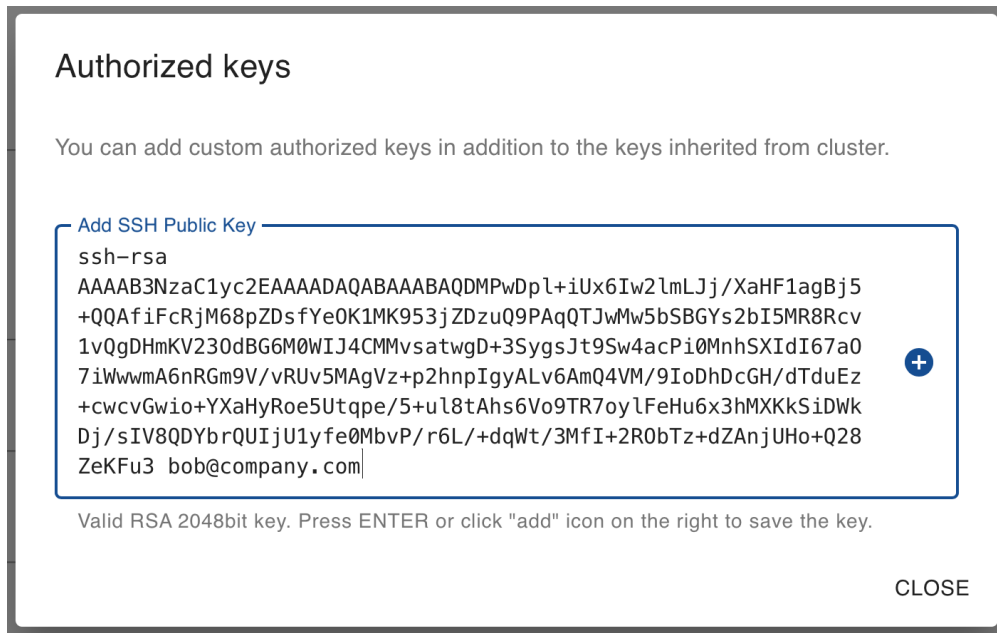 Authorized keys
You can add custom authorized keys in addition to the keys inherited from cluster.
Add SSH Public Key
ssh-rsa
AAAAB3NzaC1yc2EAAAADAQABAAABAQDMPwDpl+iUx6Iw2lmLJj/XaHF1agBj5
+QQAfiFcRjM68pZDsfYeOK1MK953jZDzuQ9PAqQTJwMw5bSBGYs2bI5MR8Rcv
1vQgDHmKV23OdBG6M0WIJ4CMMvsatwgD+3SygsJt9Sw4acPi0MnhSXIdI67aO
7iWwwmA6nRGm9V/vRUv5MAgVz+p2hnpIgyALv6AmQ4VM/9IoDhDcGH/dTduEz
+cwcvGwio+YXaHyRoe5Utqpe/5+ul8tAhs6Vo9TR7oylFeHu6x3hMXKkSiDWk
Dj/sIV8QDYbrQUIjU1yfe0MbvP/r6L/+dqWt/3MfI+2RObTz+dZAnjUHo+Q28
ZeKFu3 bob@company.com
Valid RSA 2048bit key. Press ENTER or click "add" icon on the right to save the key.
CLOSE